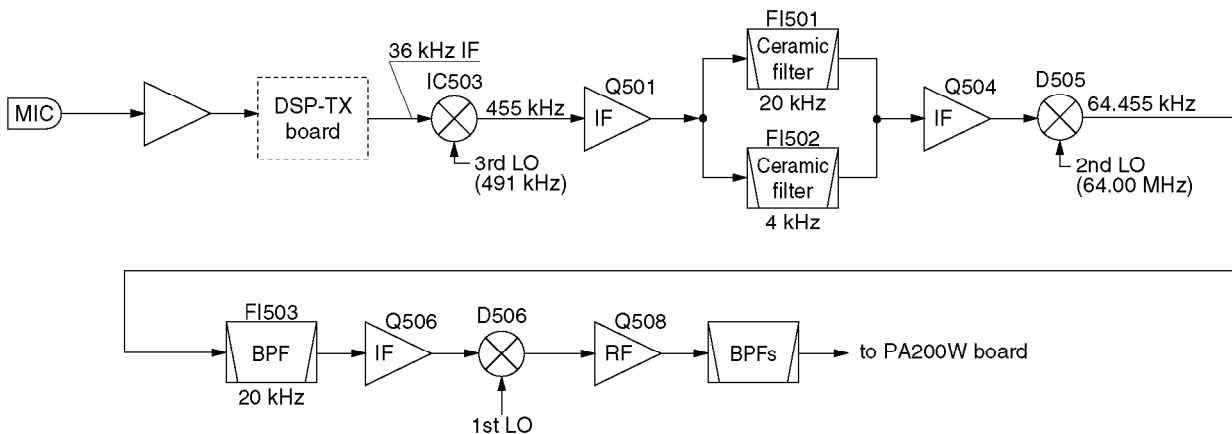 MIC
DSP-TX
board
36 kHz IF
IC503
455 kHz
3rd LO
(491 kHz)
Q501
IF
FI501
Ceramic
filter
20 kHz
FI502
Ceramic
filter
4 kHz
Q504
IF
D505
64.455 kHz
2nd LO
(64.00 MHz)
FI503
BPF
20 kHz
Q506
IF
D506
1st LO
Q508
RF
BPFs
to PA200W board